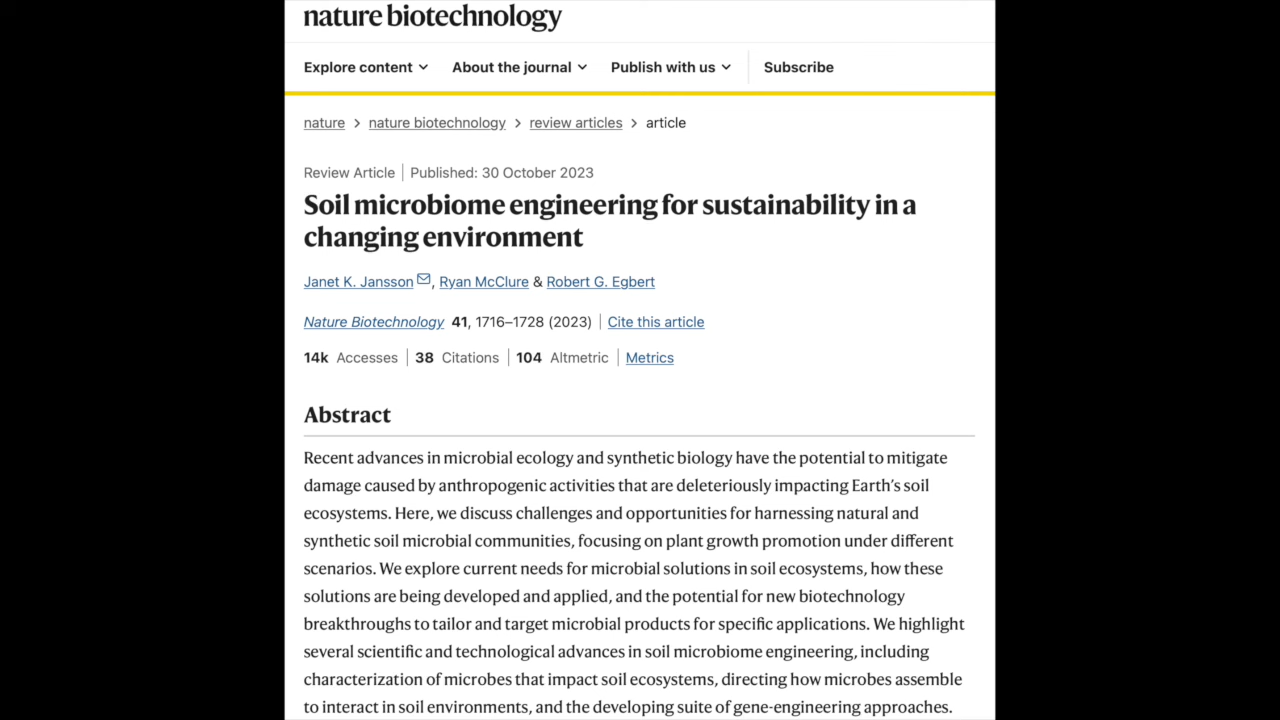 nature biotechnology
Explore content About the journal Publish with us Subscribe
nature > nature biotechnology > review articles > article
Review Article | Published: 30 October 2023
Soil microbiome engineering for sustainability in a
changing environment
Janet K. Jansson, Ryan McClure & Robert G. Egbert
Nature Biotechnology 41, 1716–1728 (2023) | Cite this article
14k Accesses | 38 Citations | 104 Altmetric | Metrics
Abstract
Recent advances in microbial ecology and synthetic biology have the potential to mitigate
damage caused by anthropogenic activities that are deleteriously impacting Earth’s soil
ecosystems. Here, we discuss challenges and opportunities for harnessing natural and
synthetic soil microbial communities, focusing on plant growth promotion under different
scenarios. We explore current needs for microbial solutions in soil ecosystems, how these
solutions are being developed and applied, and the potential for new biotechnology
breakthroughs to tailor and target microbial products for specific applications. We highlight
several scientific and technological advances in soil microbiome engineering, including
characterization of microbes that impact soil ecosystems, directing how microbes assemble
to interact in soil environments, and the developing suite of gene-engineering approaches.